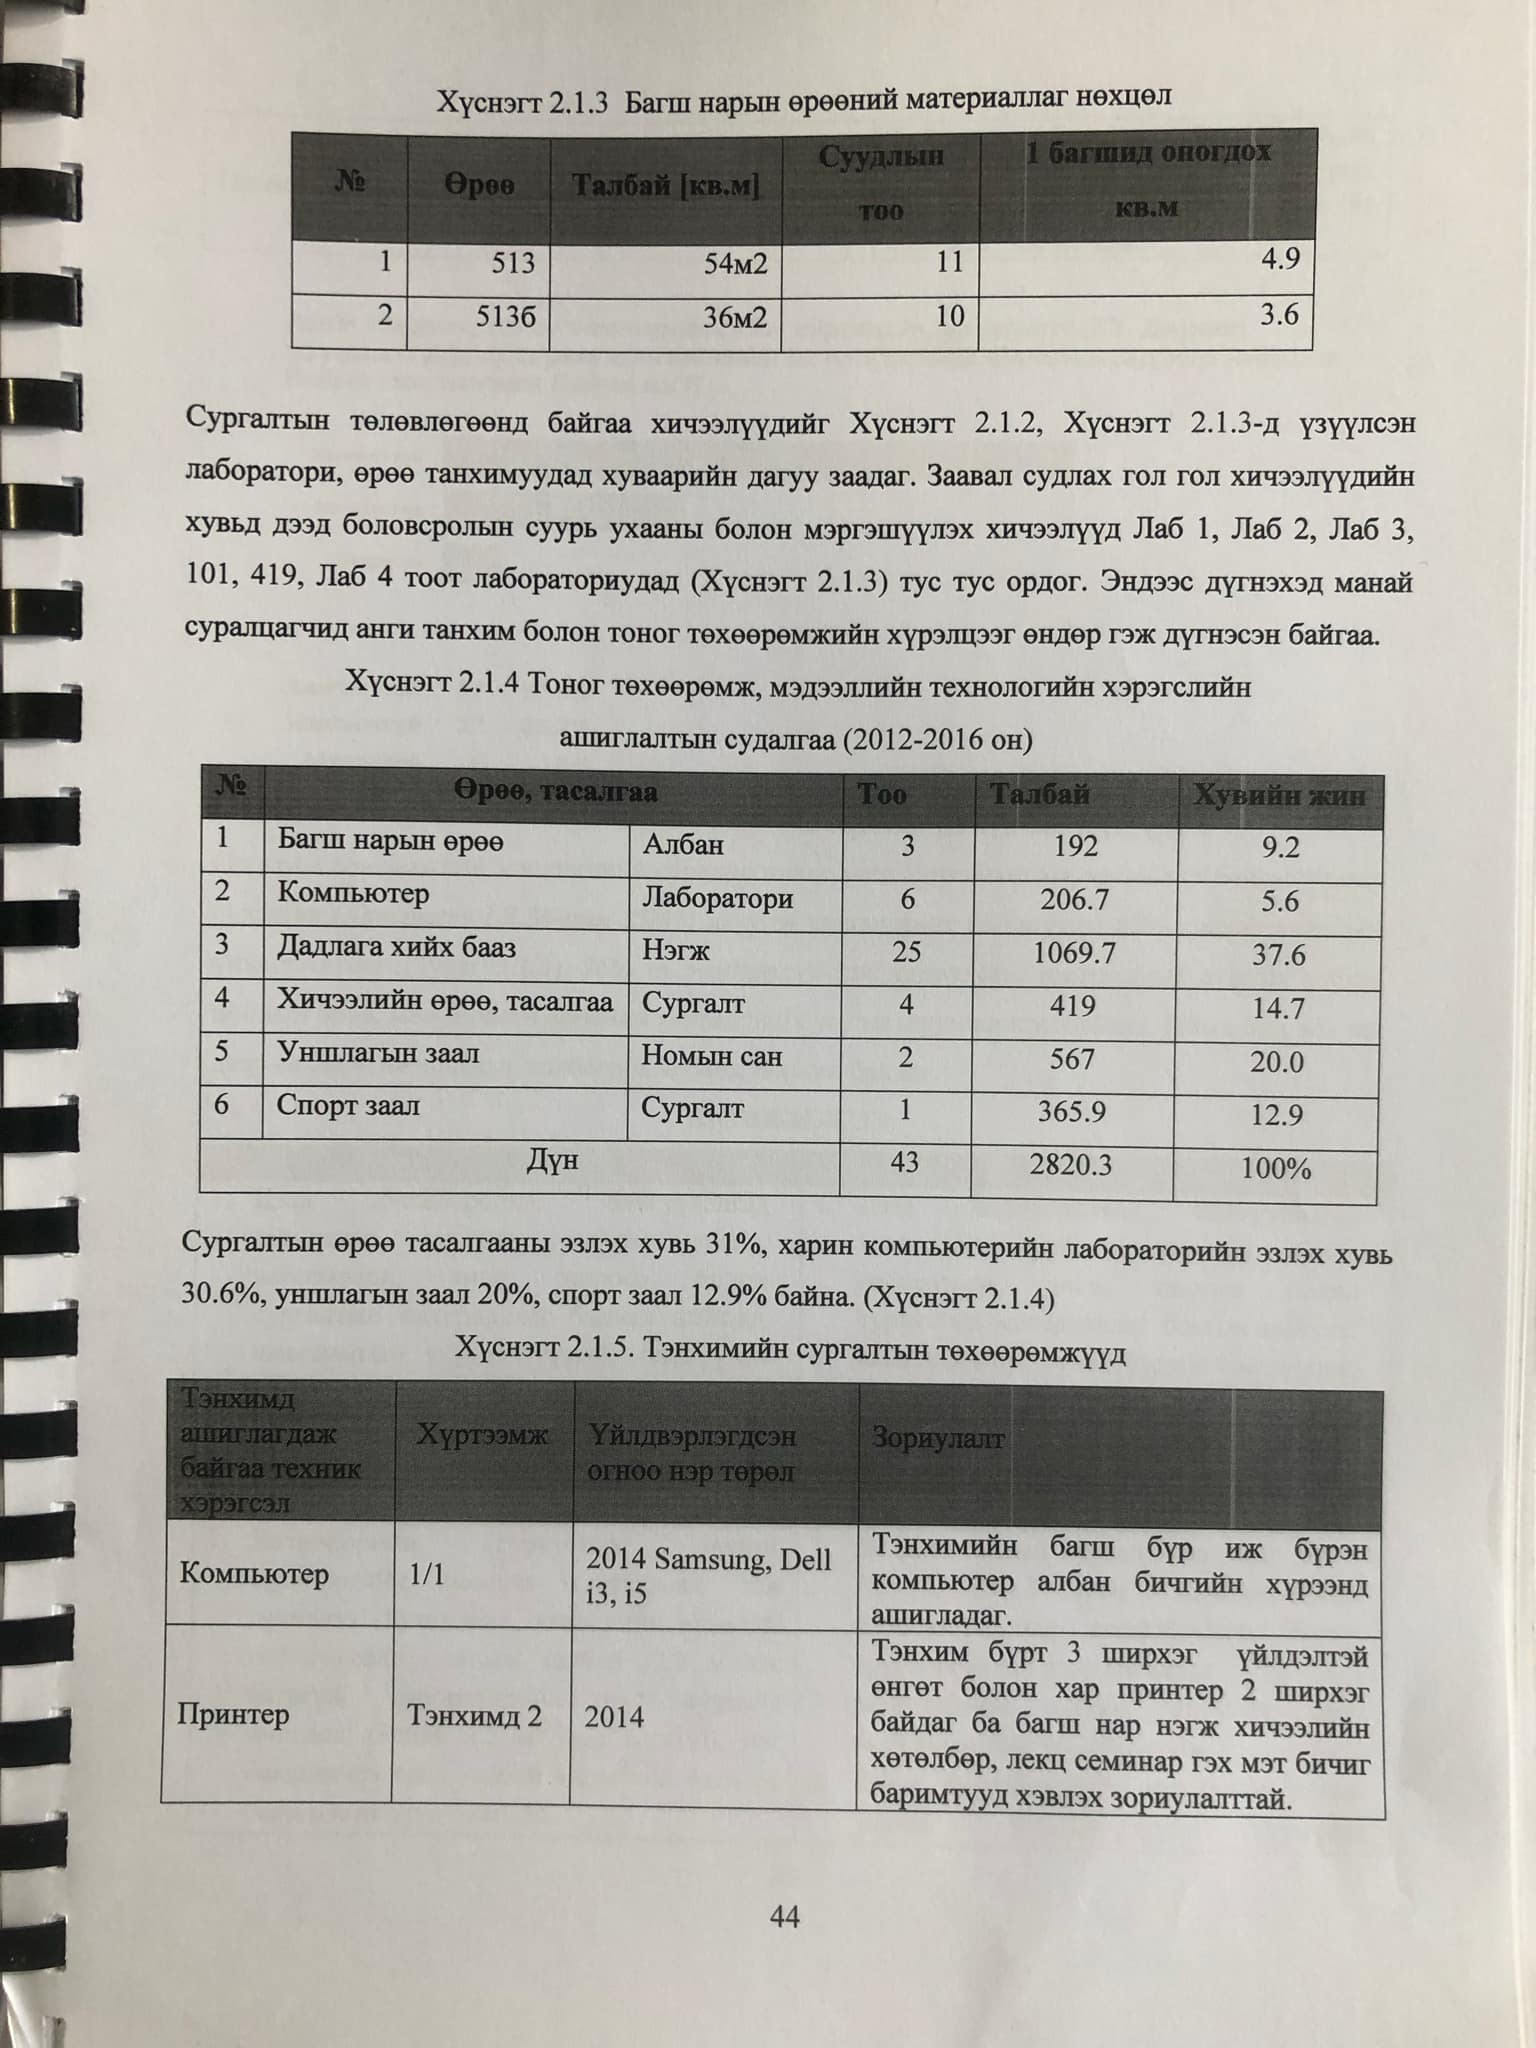 Хүснэгт 2.1.3 Багш нарын өрөөний материаллаг нөхцөл
№ Өрөө Талбай [кв.м] Суудлын тоо 1 багшид оногдох кв.м
1 513 54м2 11 4.9
2 513б 36м2 10 3.6
Сургалтын төлөвлөгөөнд байгаа хичээлүүдийг Хүснэгт 2.1.2, Хүснэгт 2.1.3-д үзүүлсэн
лаборатори, өрөө танхимуудад хуваарийн дагуу заадаг. Заавал судлах гол гол хичээлүүдийн
хувьд дээд боловсролын суурь ухааны болон мэргэшүүлэх хичээлүүд Лаб 1, Лаб 2, Лаб 3,
101, 419, Лаб 4 тоот лабораториудад (Хүснэгт 2.1.3) тус тус ордог. Эндээс дүгнэхэд манай
суралцагчид анги танхим болон тоног төхөөрөмжийн хүрэлцээг өндөр гэж дүгнэсэн байгаа.
Хүснэгт 2.1.4 Тоног төхөөрөмж, мэдээллийн технологийн хэрэгслийн
ашиглалтын судалгаа (2012-2016 он)
№ Өрөө, тасалгаа Тоо Талбай Хувийн жин
1 Багш нарын өрөө Албан 3 192 9.2
2 Компьютер Лаборатори 6 206.7 5.6
3 Дадлага хийх бааз Нэгж 25 1069.7 37.6
4 Хичээлийн өрөө, тасалгаа Сургалт 4 419 14.7
5 Уншлагын заал Номын сан 2 567 20.0
6 Спорт заал Сургалт 1 365.9 12.9
Дүн 43 2820.3 100%
Сургалтын өрөө тасалгааны эзлэх хувь 31%, харин компьютерийн лабораторийн эзлэх хувь
30.6%, уншлагын заал 20%, спорт заал 12.9% байна. (Хүснэгт 2.1.4)
Хүснэгт 2.1.5. Тэнхимийн сургалтын төхөөрөмжүүд
Тэнхимд
ашиглагдаж
байгаа техник
хэрэгсэл
Хүртээмж
Үйлдвэрлэгдсэн
огноо нэр төрөл
Зориулалт
Компьютер
1/1
2014 Samsung, Dell
i3, i5
Тэнхимийн багш бүр иж бүрэн
компьютер албан бичгийн хүрээнд
ашигладаг.
Принтер
Тэнхимд 2
2014
Тэнхим бүрт 3 ширхэг үйлдэлтэй
өнгөт болон хар принтер 2 ширхэг
байдаг ба багш нар нэгж хичээлийн
хөтөлбөр, лекц семинар гэх мэт бичиг
баримтууд хэвлэх зориулалттай.
44